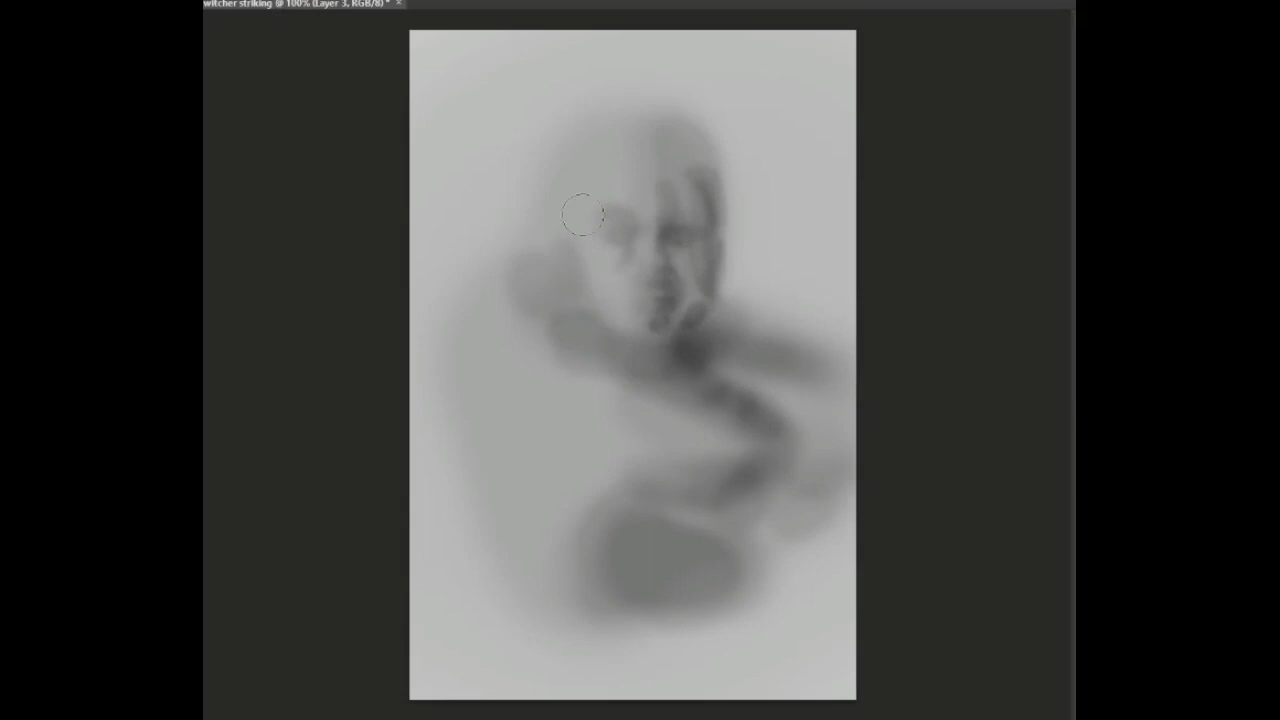 witcher striking @ 100% (Layer 3, RGB/8) * ×